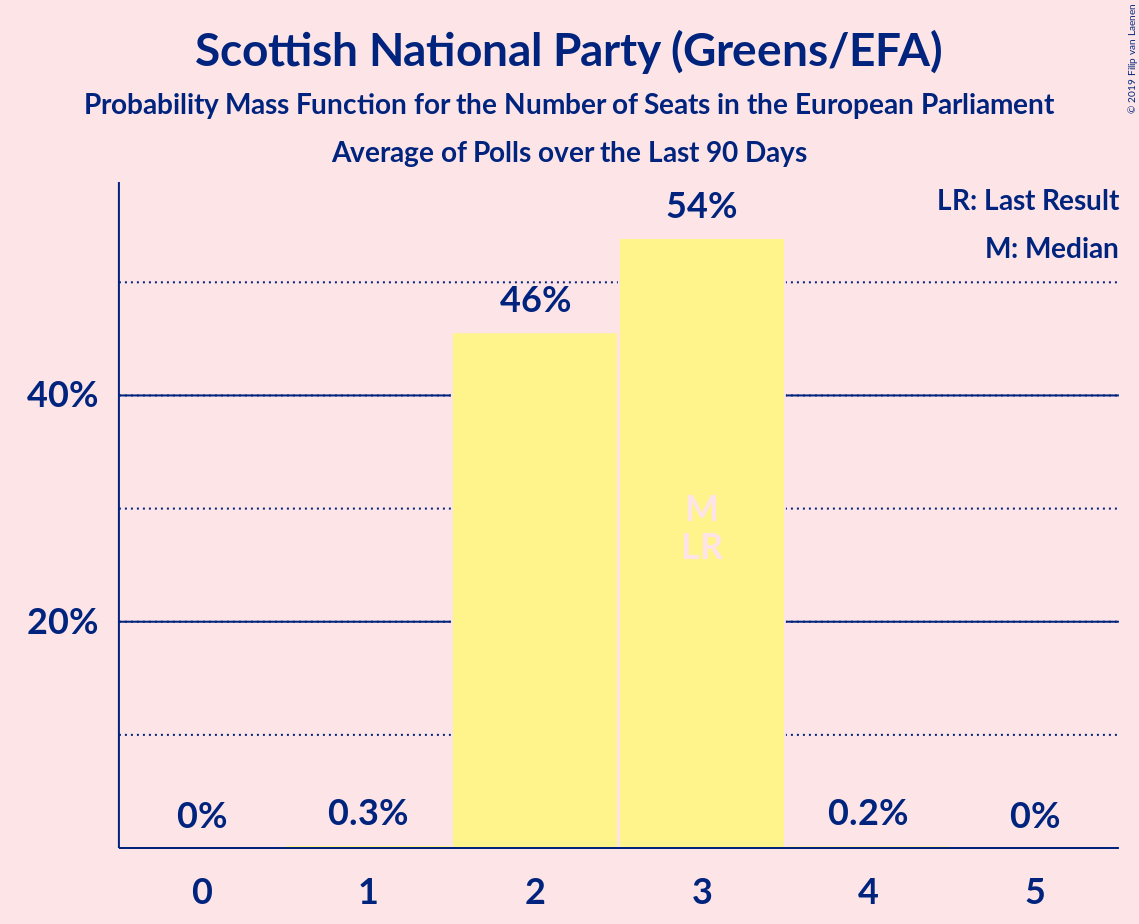 Scottish National Party (Greens/EFA)
Probability Mass Function for the Number of Seats in the European Parliament
Average of Polls over the Last 90 Days
© 2019 Filip van Laenen
LR: Last Result
M: Median
54%
46%
40%
M
LR
20%
0%
0.3%
0.2%
0%
0
1
2
3
4
5